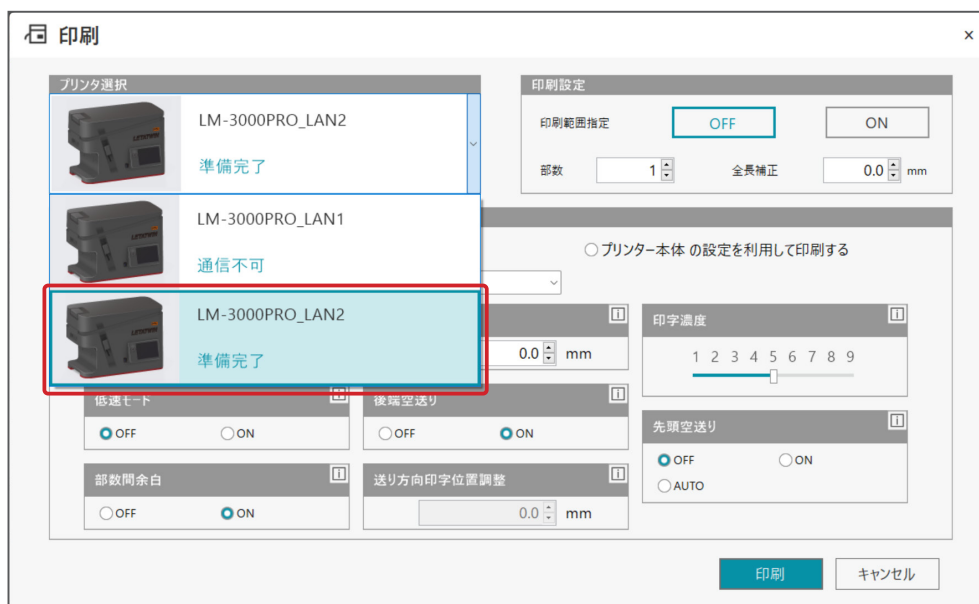 印刷
×
プリンタ選択
LM-3000PRO_LAN2
準備完了
LM-3000PRO_LAN1
通信不可
LM-3000PRO_LAN2
準備完了
印刷設定
印刷範囲指定 OFF ON
部数 1 全長補正 0.0 mm
プリンター本体 の設定を利用して印刷する
0.0 mm
印字濃度
1 2 3 4 5 6 7 8 9
低速モード
OFF ON
後端空送り
OFF ON
先頭空送り
OFF ON
AUTO
部数間余白
OFF ON
送り方向印字位置調整
0.0 mm
印刷 キャンセル